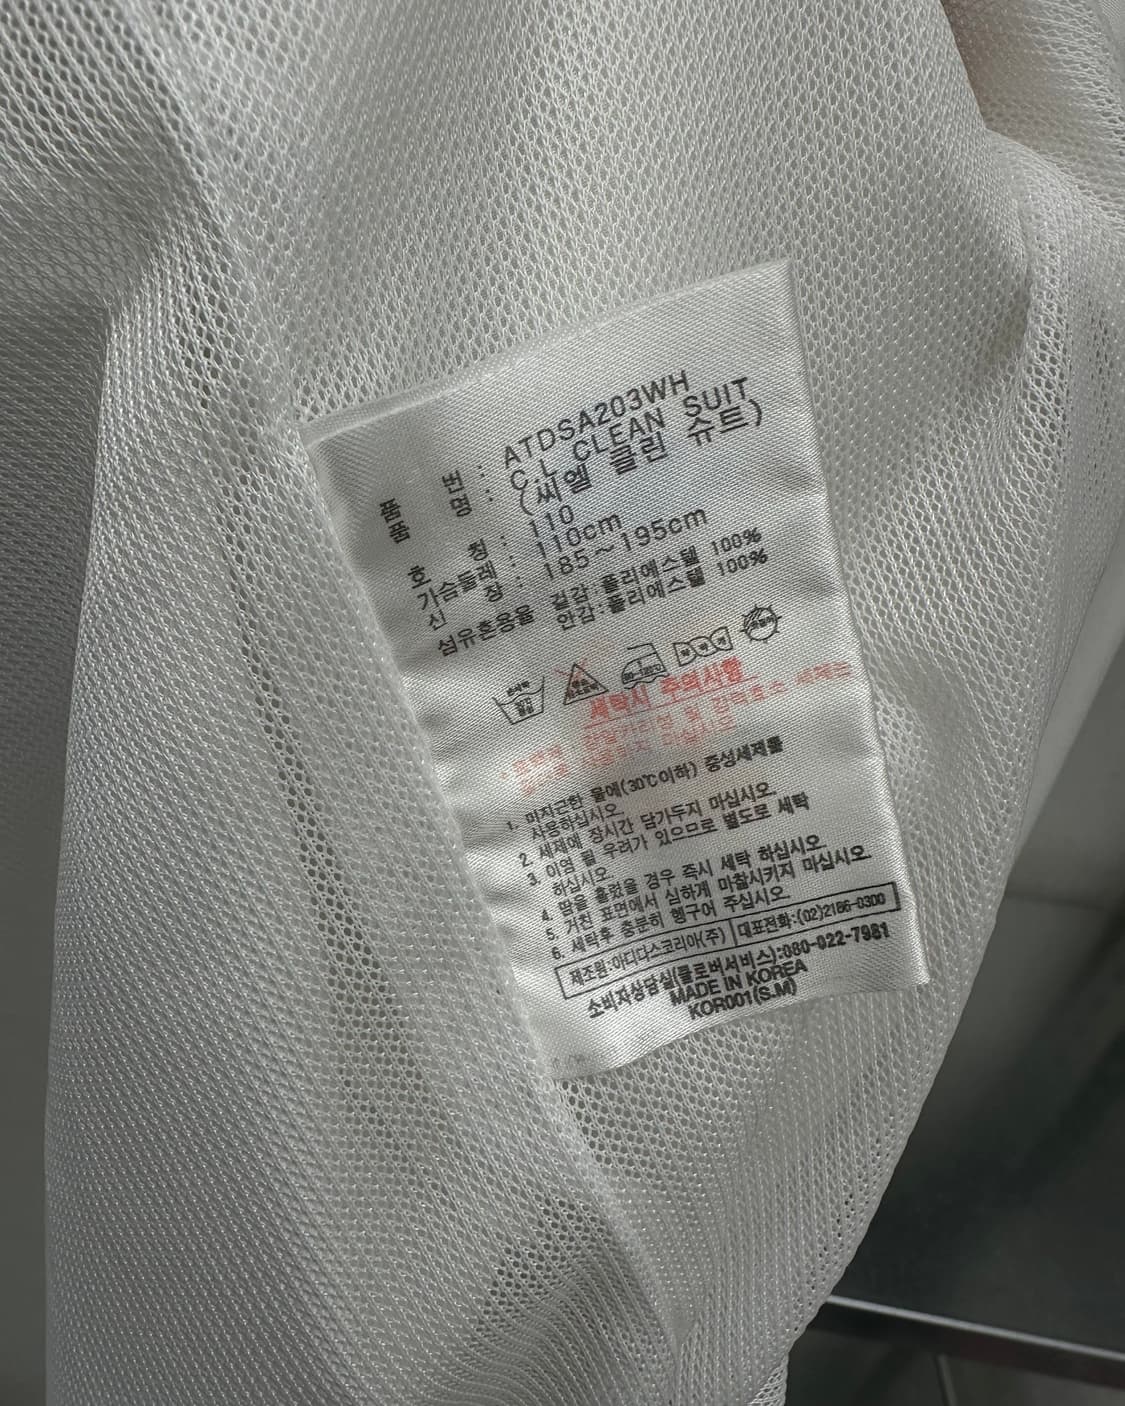 품 번 : ATDSA203WH
품 명 : C.L CLEAN SUIT
(씨엘 클린 슈트)
호 칭 : 110
가슴둘레 : 110cm
신 장 : 185~195cm
섬유혼용율 겉감:폴리에스텔 100%
안감:폴리에스텔 100%
세탁시 주의사항
1. 미지근한 물에(30℃이하) 중성세제를
사용하십시오.
2. 세제에 장시간 담가두지 마십시오.
3. 이염 될 우려가 있으므로 별도로 세탁
하십시오.
4. 땀을 흘렸을 경우 즉시 세탁 하십시오.
5. 거친 표면에서 심하게 마찰시키지 마십시오.
6. 세탁후 충분히 헹구어 주십시오.
제조원:아디다스코리아(주) 대표전화:(02)2186-0300
소비자상담실(클로버서비스):080-022-7981
MADE IN KOREA
KOR001(S.M)